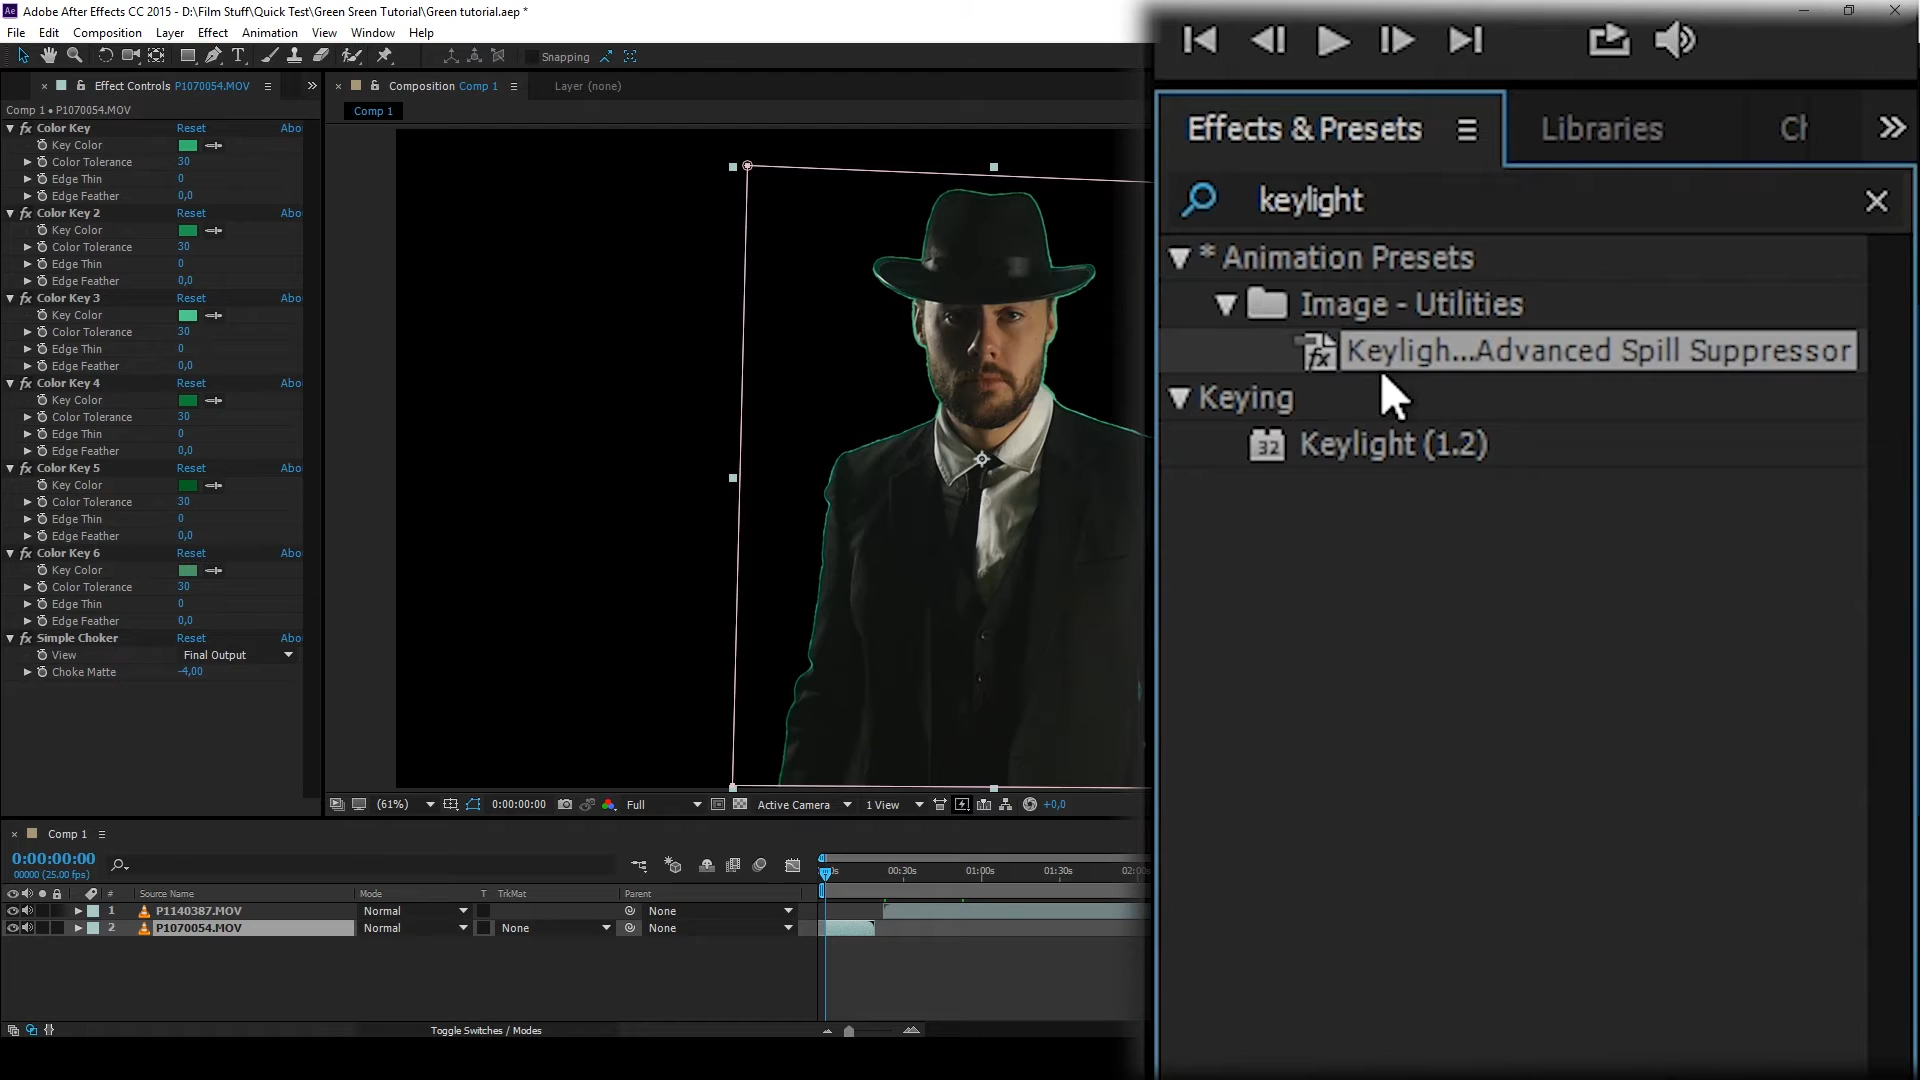 Adobe After Effects CC 2015 - D:\Film Stuff\Quick Test\Green Sreen Tutorial\Green tutorial.aep *
File Edit Composition Layer Effect Animation View Window Help
Snapping
Effect Controls P1070054.MOV
Composition Comp 1
Layer (none)
Comp 1 • P1070054.MOV
Comp 1
fx Color Key Reset Abo
Key Color
Color Tolerance 30
Edge Thin 0
Edge Feather 0,0
fx Color Key 2 Reset Abo
Key Color
Color Tolerance 30
Edge Thin 0
Edge Feather 0,0
fx Color Key 3 Reset Abo
Key Color
Color Tolerance 30
Edge Thin 0
Edge Feather 0,0
fx Color Key 4 Reset Abo
Key Color
Color Tolerance 30
Edge Thin 0
Edge Feather 0,0
fx Color Key 5 Reset Abo
Key Color
Color Tolerance 30
Edge Thin 0
Edge Feather 0,0
fx Color Key 6 Reset Abo
Key Color
Color Tolerance 30
Edge Thin 0
Edge Feather 0,0
fx Simple Choker Reset Abo
View Final Output
Choke Matte -4,00
(61%) 0:00:00:00 Full Active Camera 1 View +0,0
Effects & Presets Libraries Ch
keylight
* Animation Presets
Image - Utilities
fx Keyligh...Advanced Spill Suppressor
Keying
32 Keylight (1.2)
Comp 1
0:00:00:00
00000 (25.00 fps)
00:30s 01:00s 01:30s 02:00s
# Source Name Mode T TrkMat Parent
1 P1140387.MOV Normal None
2 P1070054.MOV Normal None None
Toggle Switches / Modes